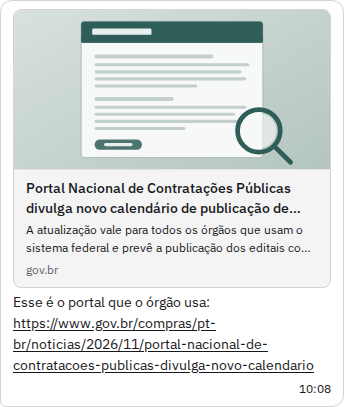 Portal Nacional de Contratações Públicas
divulga novo calendário de publicação de...
A atualização vale para todos os órgãos que usam o
sistema federal e prevê a publicação dos editais co...
gov.br
Esse é o portal que o órgão usa:
https://www.gov.br/compras/pt-
br/noticias/2026/11/portal-nacional-de-
contratacoes-publicas-divulga-novo-calendario
10:08